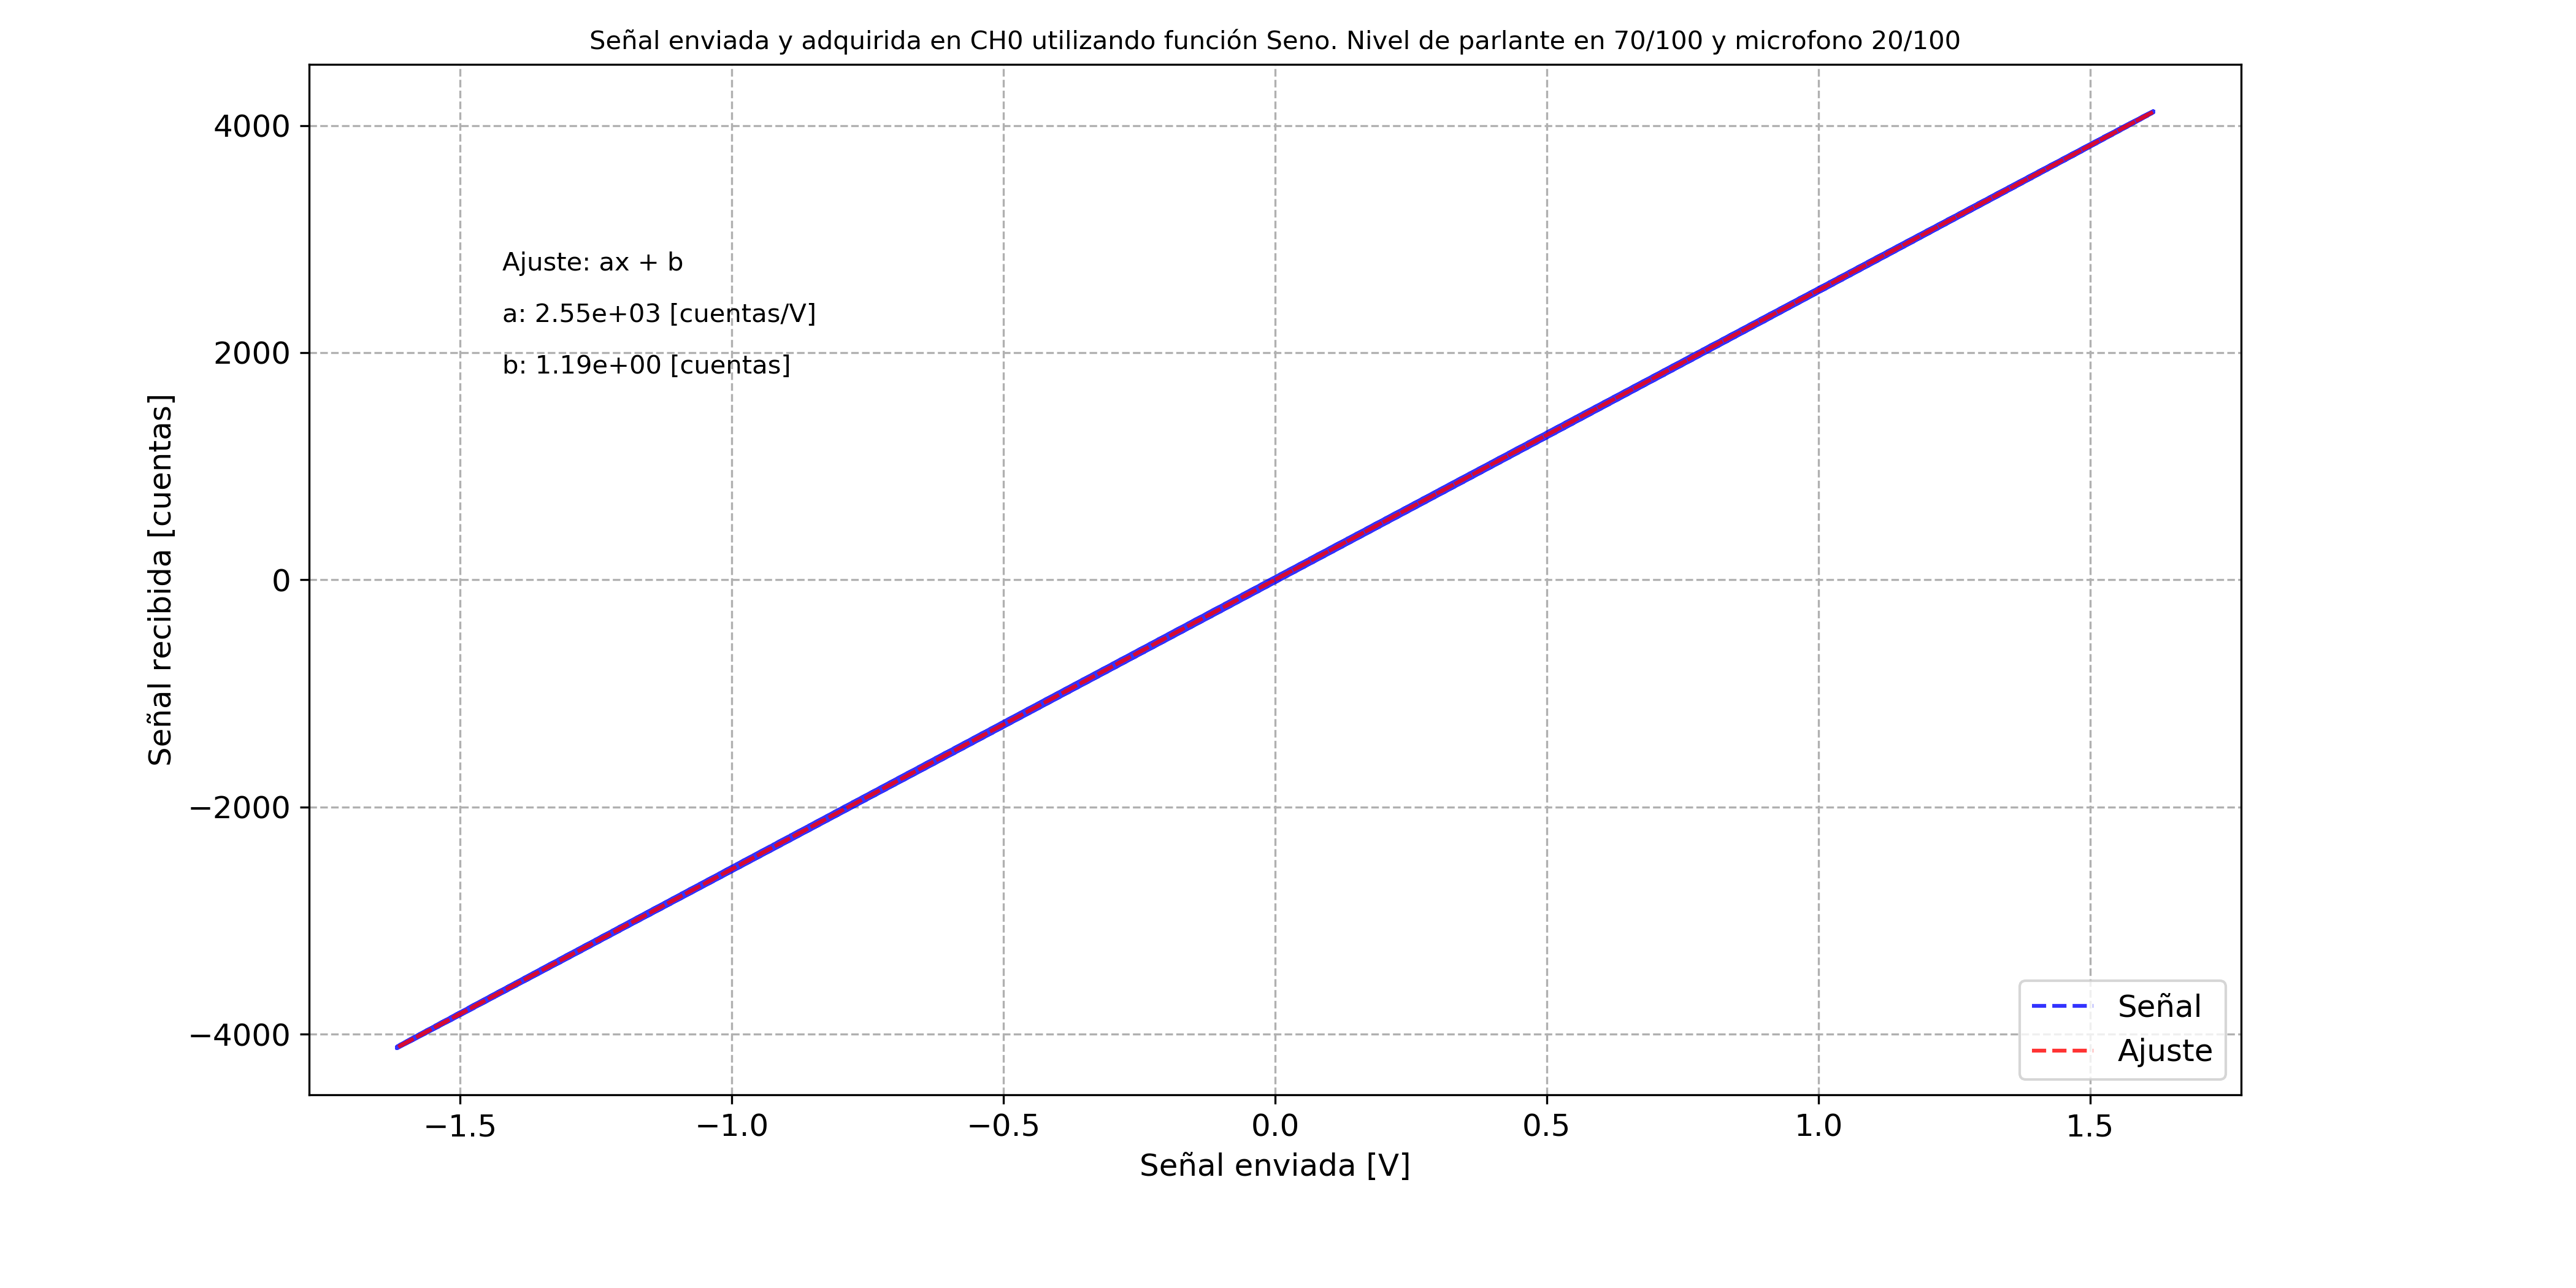 Señal enviada y adquirida en CH0 utilizando función Seno. Nivel de parlante en 70/100 y microfono 20/100
4000
2000
0
−2000
−4000
Señal recibida [cuentas]
Ajuste: ax + b
a: 2.55e+03 [cuentas/V]
b: 1.19e+00 [cuentas]
Señal
Ajuste
−1.5
−1.0
−0.5
0.0
0.5
1.0
1.5
Señal enviada [V]